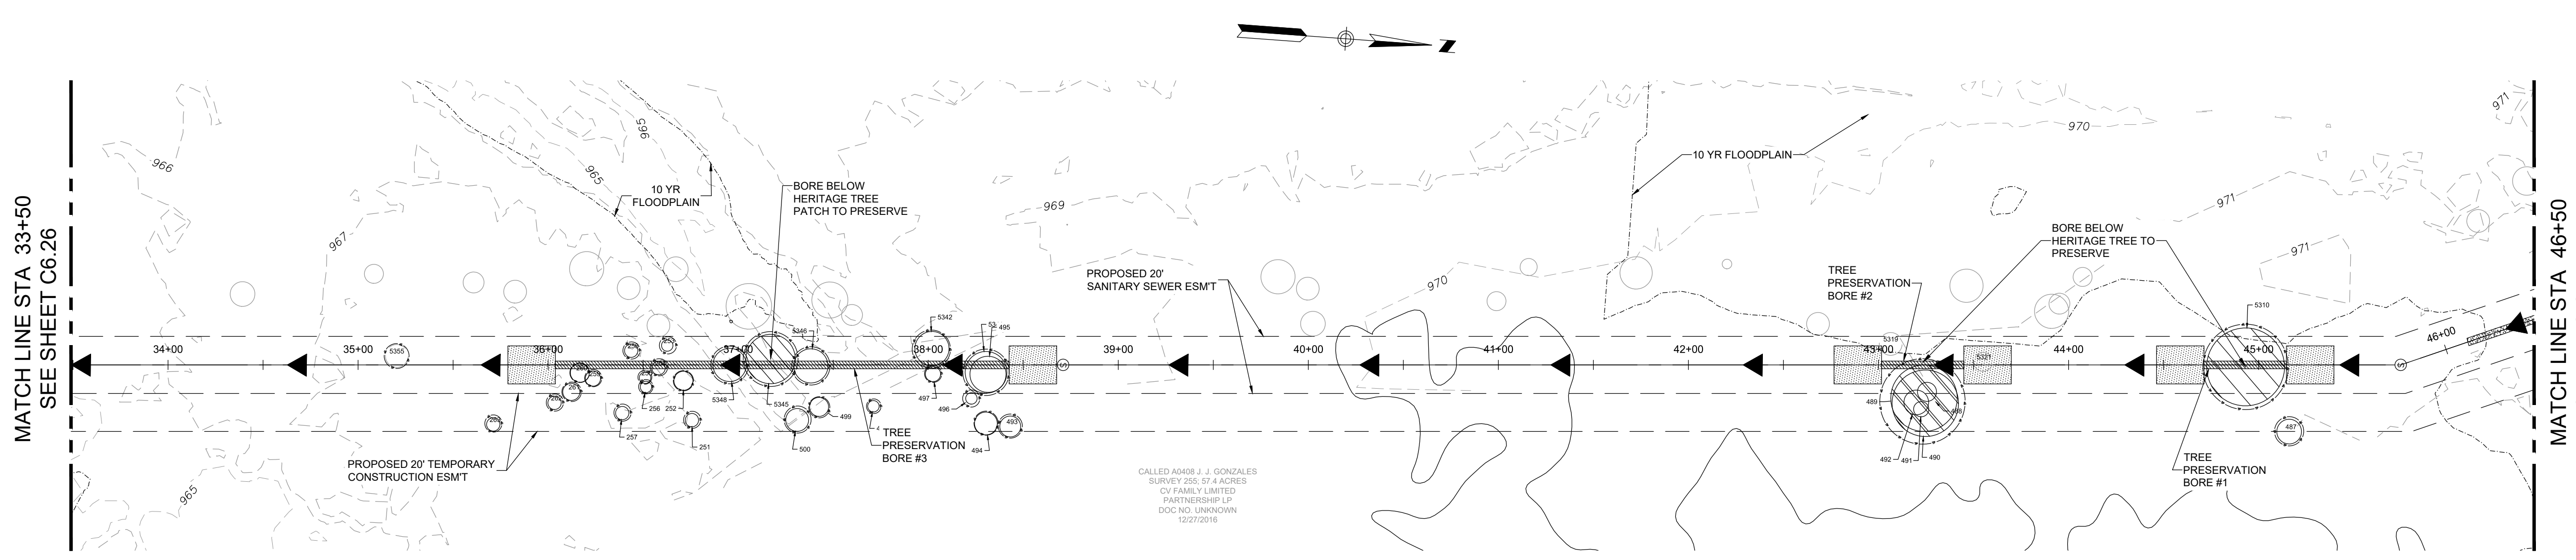 N
MATCH LINE STA 33+50
SEE SHEET C6.26
966
967
965
965
965
10 YR
FLOODPLAIN
BORE BELOW
HERITAGE TREE
PATCH TO PRESERVE
969
970
10 YR FLOODPLAIN
970
971
971
971
PROPOSED 20'
SANITARY SEWER ESM'T
TREE
PRESERVATION
BORE #2
BORE BELOW
HERITAGE TREE TO
PRESERVE
34+00
35+00
36+00
37+00
38+00
39+00
40+00
41+00
42+00
43+00
44+00
45+00
46+00
S
S
5355
5346
5342
495
5319
5321
5310
5348
5345
497
496
256
252
257
251
499
500
494
493
489
488
492
491
490
487
TREE
PRESERVATION
BORE #3
PROPOSED 20' TEMPORARY
CONSTRUCTION ESM'T
CALLED A0408 J. J. GONZALES
SURVEY 255; 57.4 ACRES
CV FAMILY LIMITED
PARTNERSHIP LP
DOC NO. UNKNOWN
12/27/2016
TREE
PRESERVATION
BORE #1
MATCH LINE STA 46+50